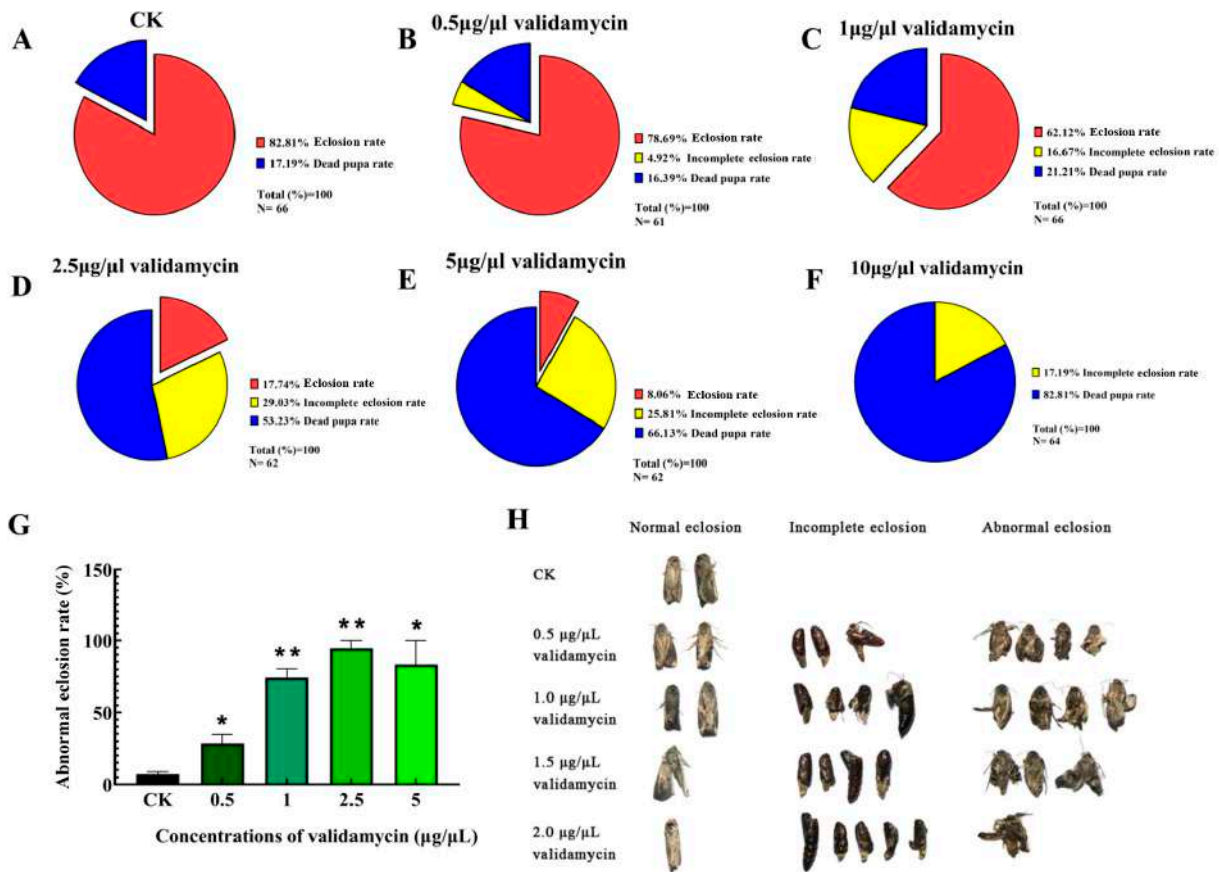 A
CK
82.81% Eclosion rate
17.19% Dead pupa rate
Total (%)=100
N= 66
B
0.5μg/μl validamycin
78.69% Eclosion rate
4.92% Incomplete eclosion rate
16.39% Dead pupa rate
Total (%)=100
N= 61
C
1μg/μl validamycin
62.12% Eclosion rate
16.67% Incomplete eclosion rate
21.21% Dead pupa rate
Total (%)=100
N= 66
D
2.5μg/μl validamycin
17.74% Eclosion rate
29.03% Incomplete eclosion rate
53.23% Dead pupa rate
Total (%)=100
N= 62
E
5μg/μl validamycin
8.06% Eclosion rate
25.81% Incomplete eclosion rate
66.13% Dead pupa rate
Total (%)=100
N= 62
F
10μg/μl validamycin
17.19% Incomplete eclosion rate
82.81% Dead pupa rate
Total (%)=100
N= 64
G
Abnormal eclosion rate (%)
150
100
50
0
*
**
**
*
CK 0.5 1 2.5 5
Concentrations of validamycin (μg/μL)
H
Normal eclosion Incomplete eclosion Abnormal eclosion
CK
0.5 μg/μL
validamycin
1.0 μg/μL
validamycin
1.5 μg/μL
validamycin
2.0 μg/μL
validamycin